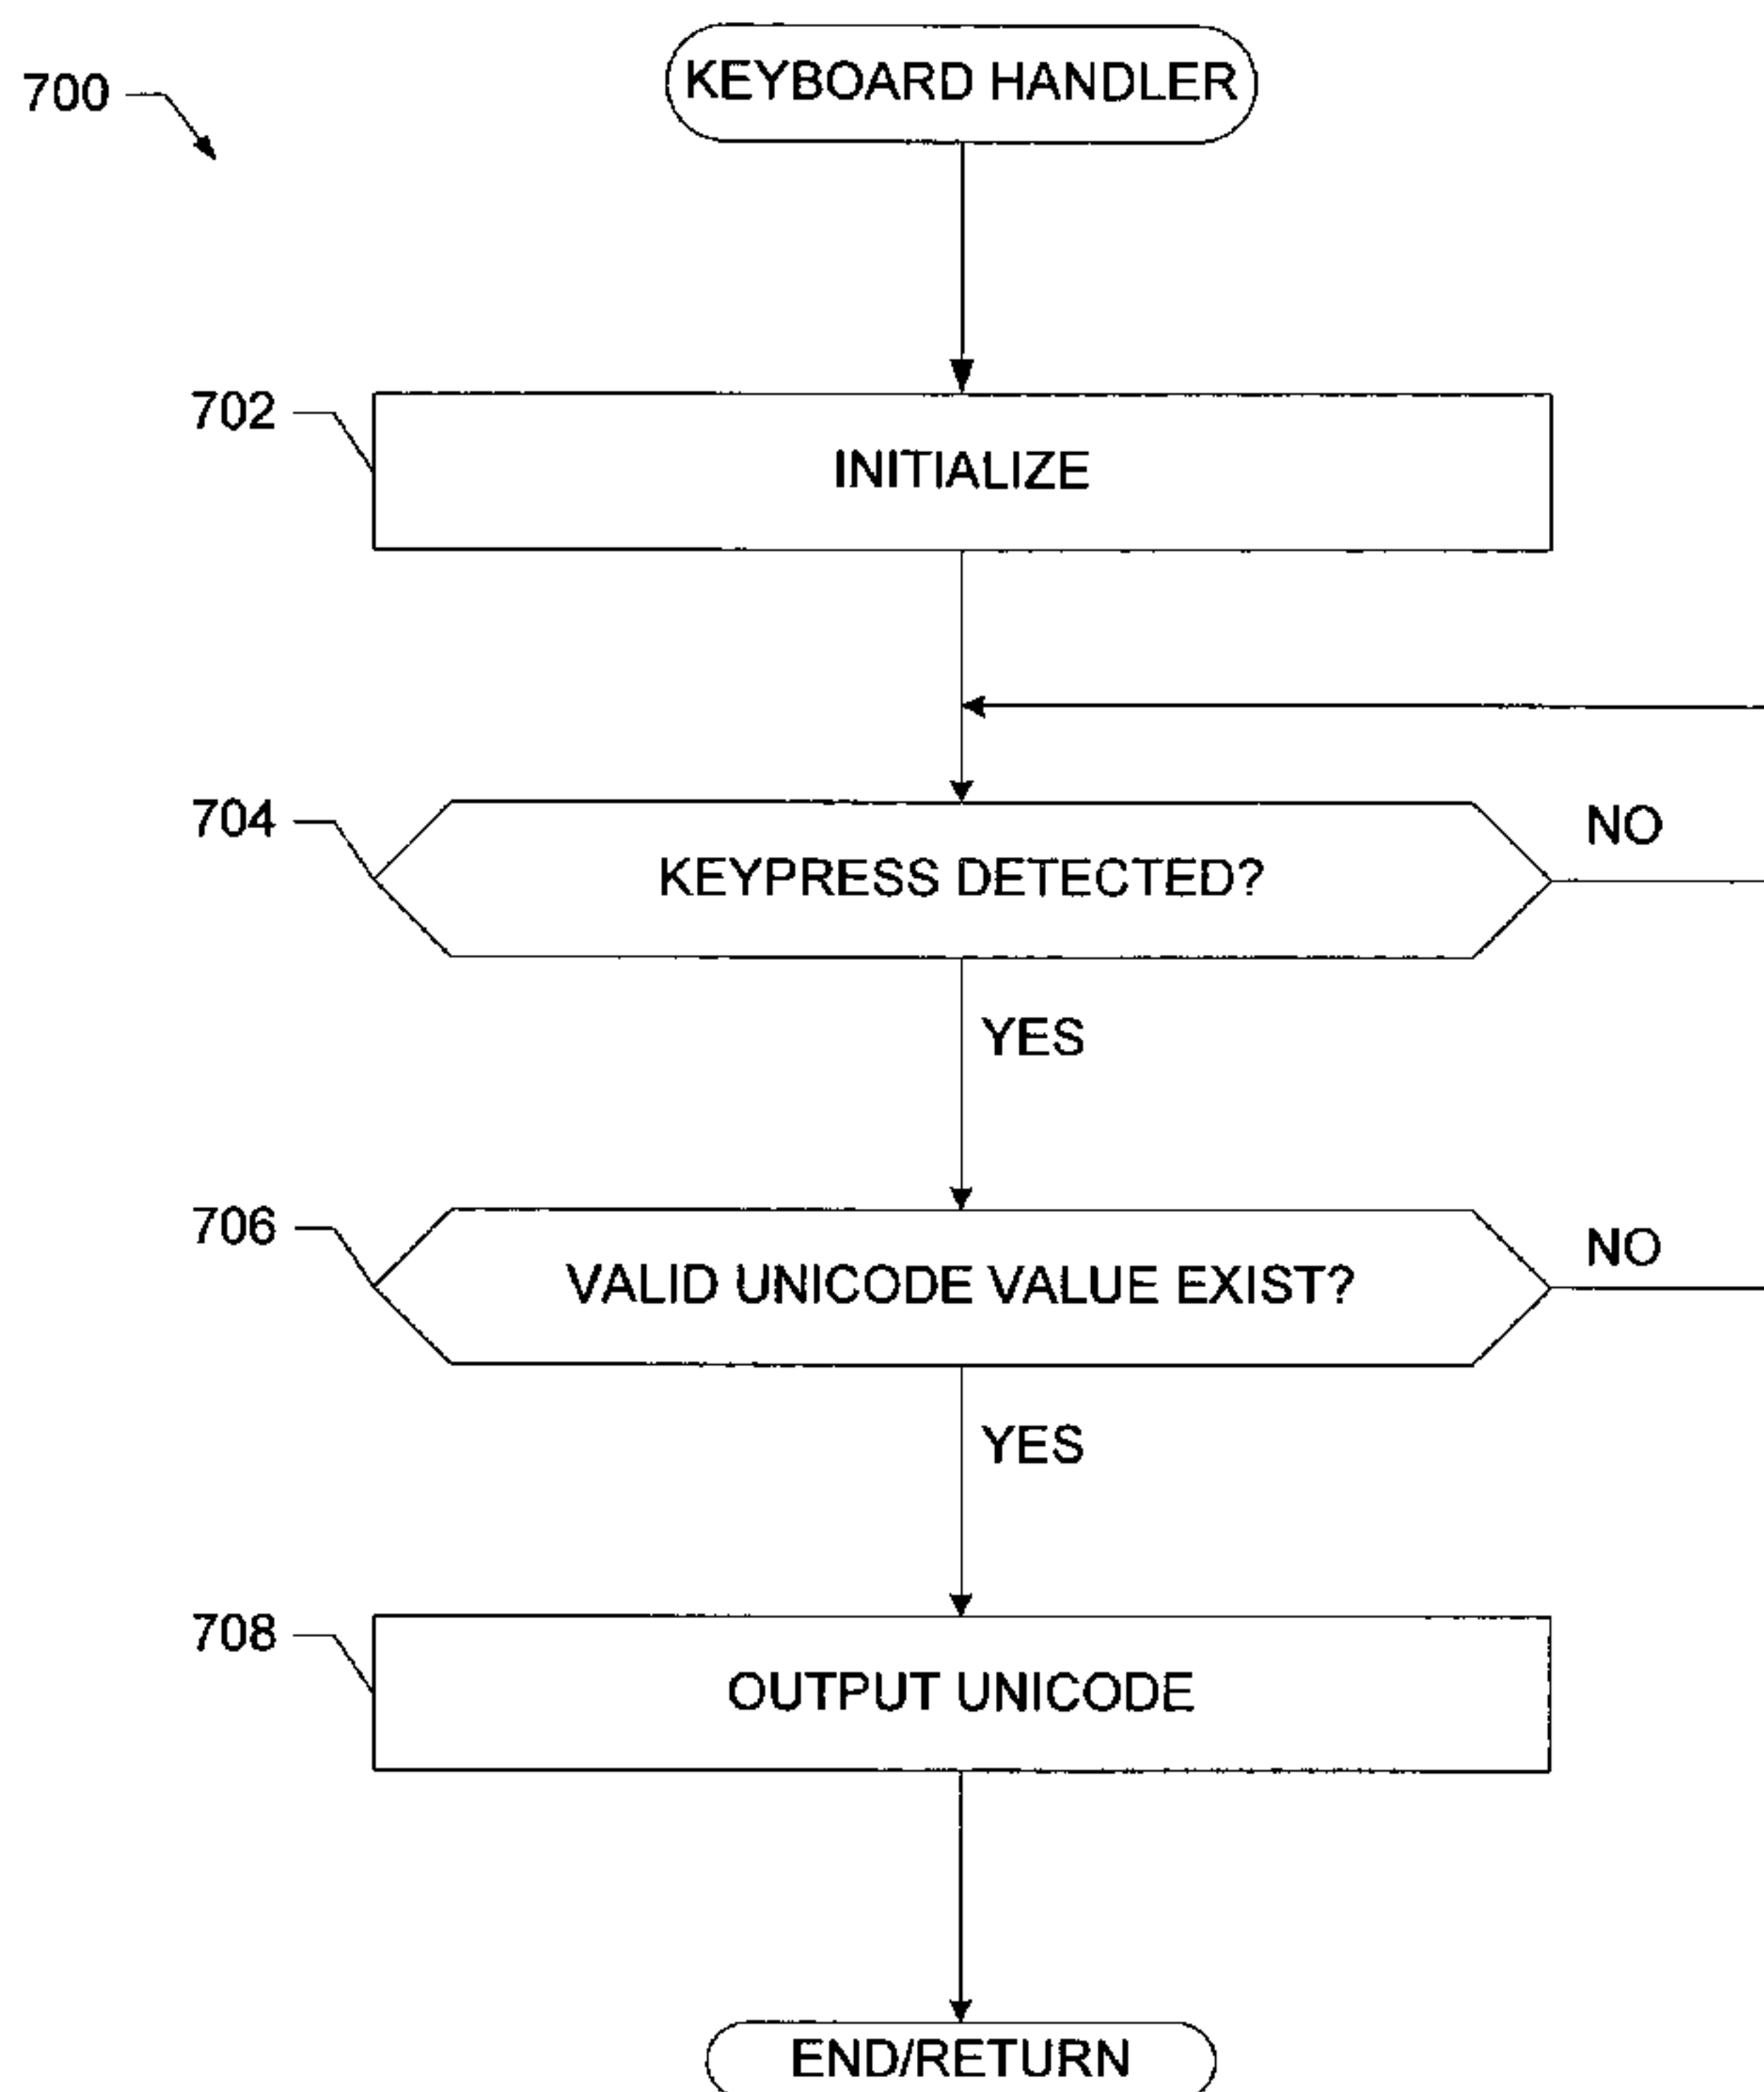 700
KEYBOARD HANDLER
702
INITIALIZE
704
KEYPRESS DETECTED?
NO
YES
706
VALID UNICODE VALUE EXIST?
NO
YES
708
OUTPUT UNICODE
END/RETURN